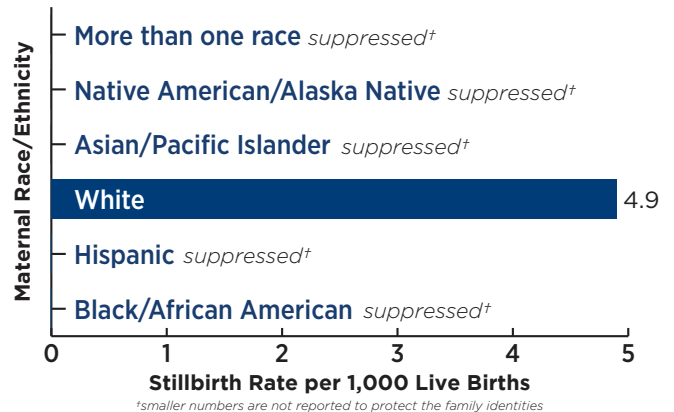 Maternal Race/Ethnicity
More than one race suppressed†
Native American/Alaska Native suppressed†
Asian/Pacific Islander suppressed†
White 4.9
Hispanic suppressed†
Black/African American suppressed†
0 1 2 3 4 5
Stillbirth Rate per 1,000 Live Births
†smaller numbers are not reported to protect the family identities